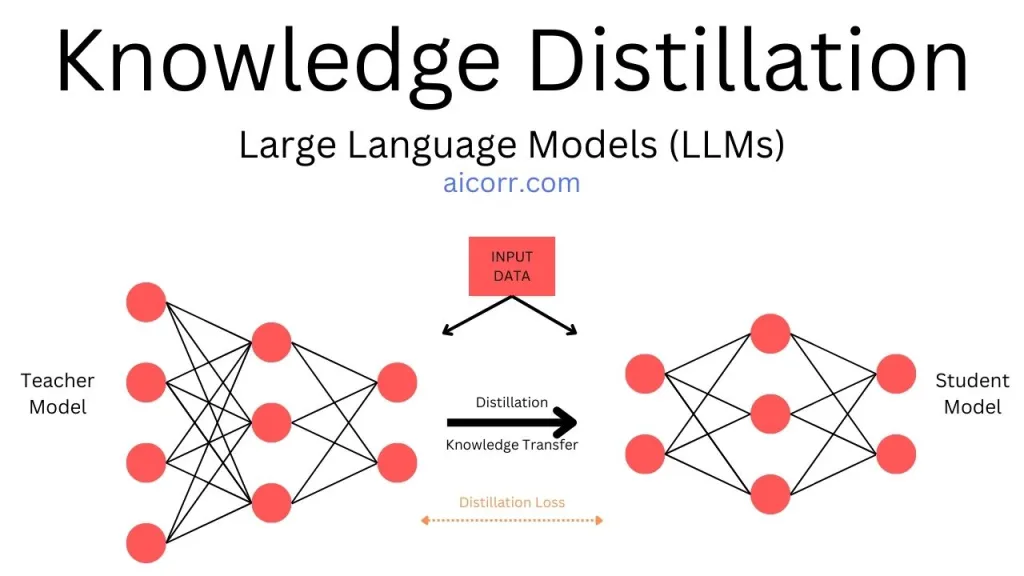 Knowledge Distillation
Large Language Models (LLMs)
aicorr.com
INPUT
DATA
Teacher
Model
Distillation
Knowledge Transfer
Distillation Loss
Student
Model